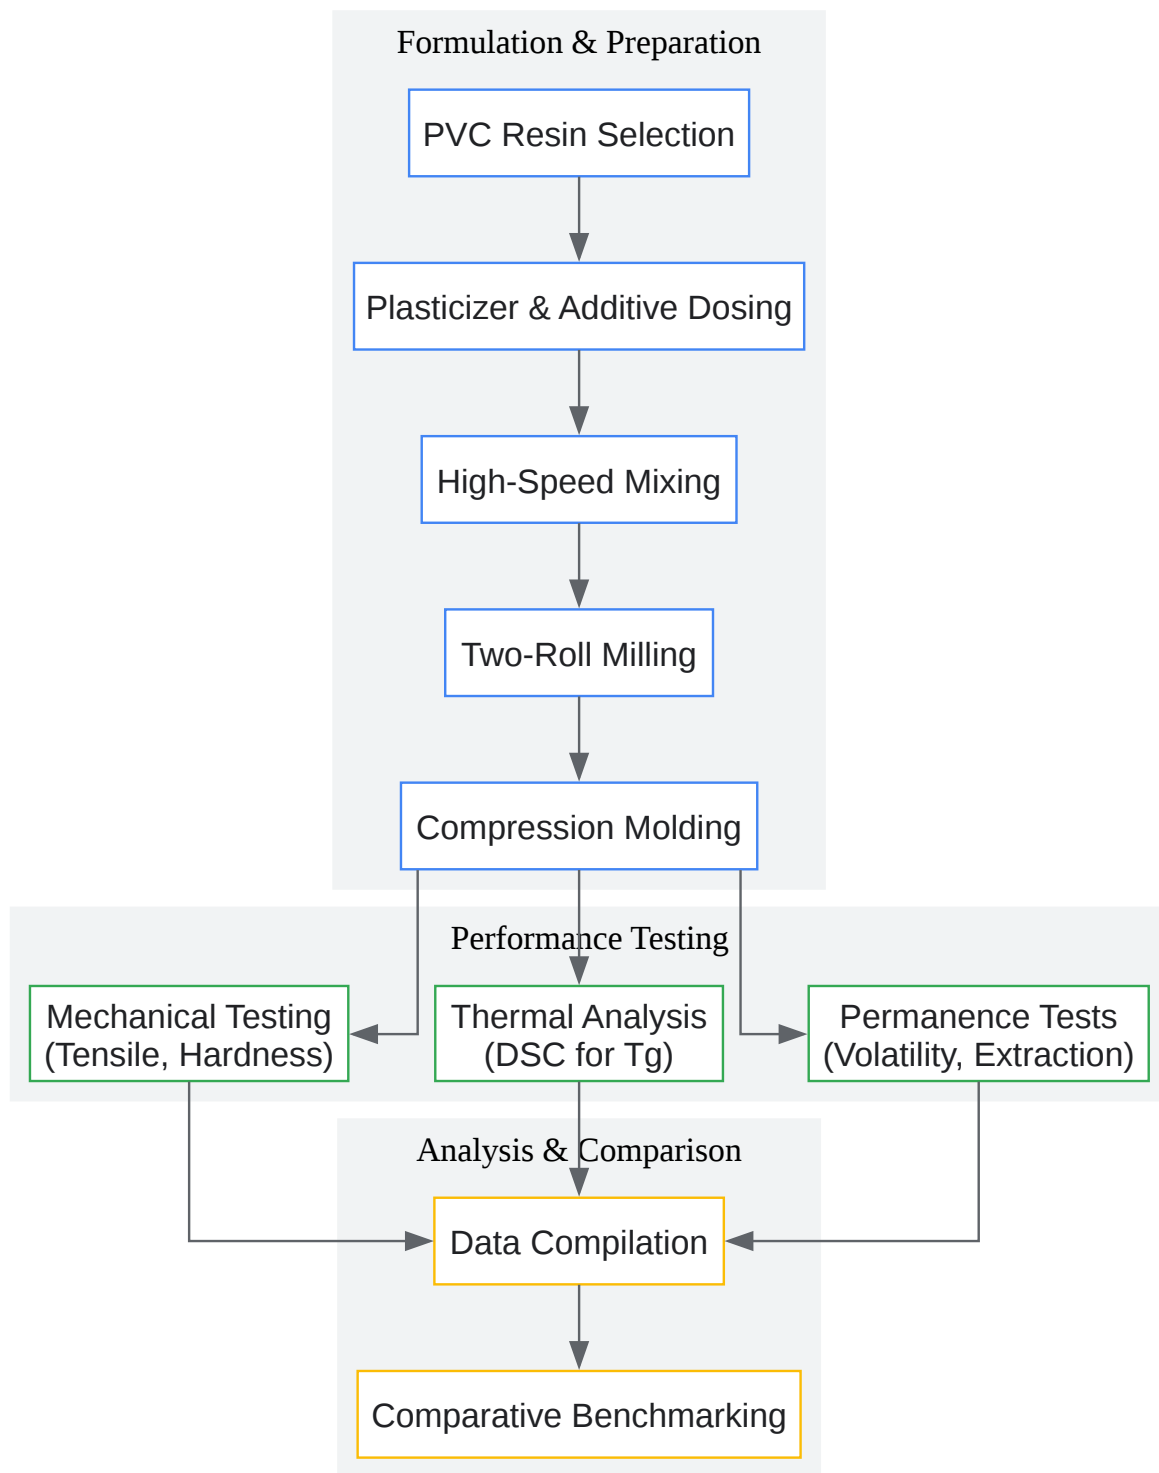 Formulation & Preparation
PVC Resin Selection
Plasticizer & Additive Dosing
High-Speed Mixing
Two-Roll Milling
Compression Molding
Performance Testing
Mechanical Testing
(Tensile, Hardness)
Thermal Analysis
(DSC for Tg)
Permanence Tests
(Volatility, Extraction)
Analysis & Comparison
Data Compilation
Comparative Benchmarking